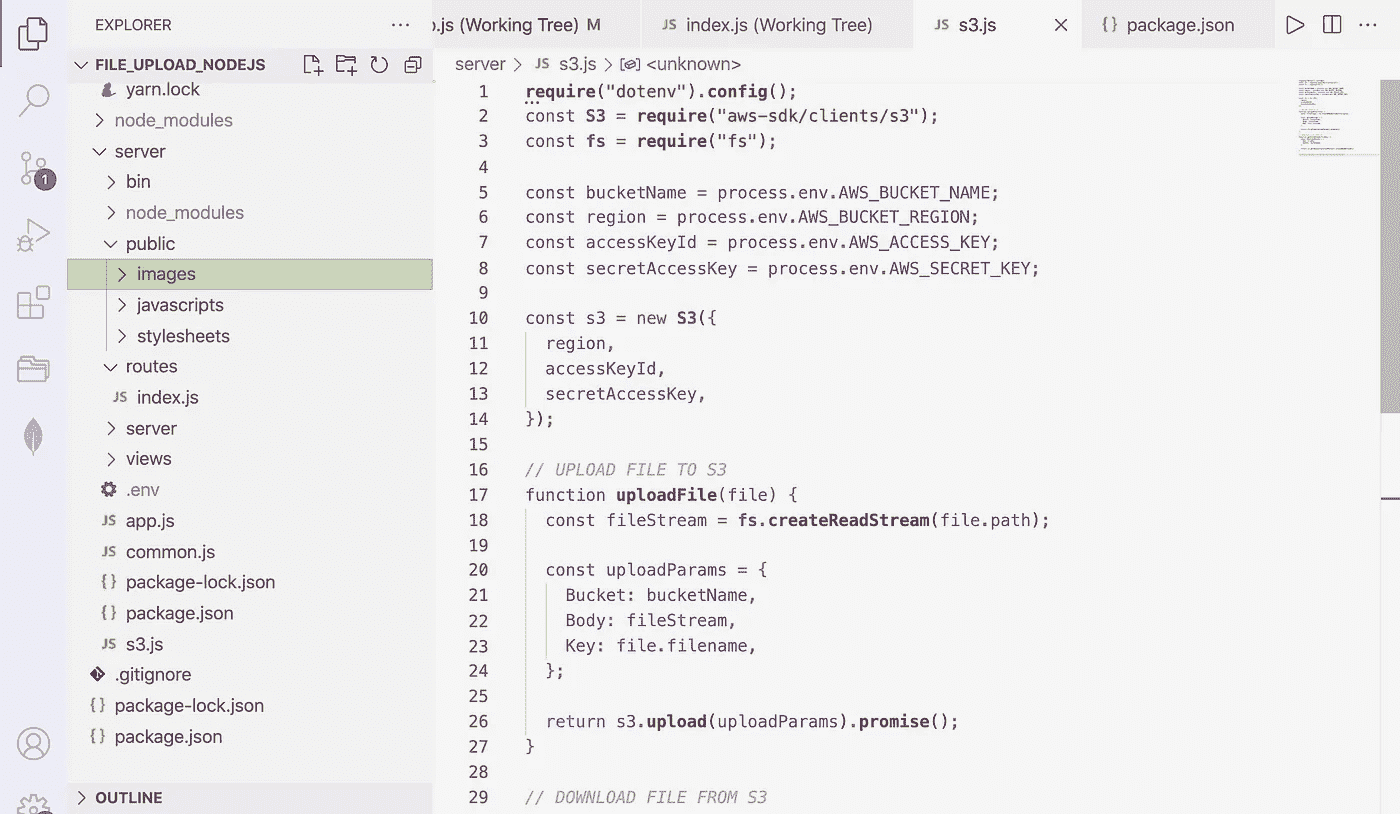 EXPLORER
FILE_UPLOAD_NODEJS
yarn.lock
node_modules
server
bin
node_modules
public
images
javascripts
stylesheets
routes
JS index.js
server
views
.env
JS app.js
JS common.js
{} package-lock.json
{} package.json
JS s3.js
.gitignore
{} package-lock.json
{} package.json
OUTLINE
1
.js (Working Tree) M
JS index.js (Working Tree)
JS s3.js
{} package.json
server > JS s3.js > <unknown>
1 require("dotenv").config();
2 const S3 = require("aws-sdk/clients/s3");
3 const fs = require("fs");
4
5 const bucketName = process.env.AWS_BUCKET_NAME;
6 const region = process.env.AWS_BUCKET_REGION;
7 const accessKeyId = process.env.AWS_ACCESS_KEY;
8 const secretAccessKey = process.env.AWS_SECRET_KEY;
9
10 const s3 = new S3({
11 region,
12 accessKeyId,
13 secretAccessKey,
14 });
15
16 // UPLOAD FILE TO S3
17 function uploadFile(file) {
18 const fileStream = fs.createReadStream(file.path);
19
20 const uploadParams = {
21 Bucket: bucketName,
22 Body: fileStream,
23 Key: file.filename,
24 };
25
26 return s3.upload(uploadParams).promise();
27 }
28
29 // DOWNLOAD FILE FROM S3